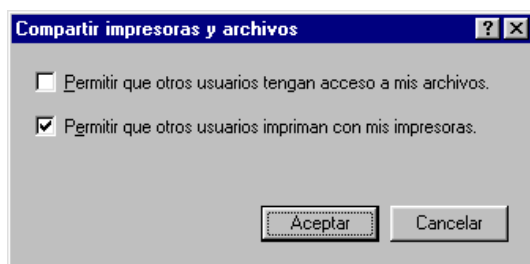 Compartir impresoras y archivos
Permitir que otros usuarios tengan acceso a mis archivos.
Permitir que otros usuarios impriman con mis impresoras.
Aceptar Cancelar